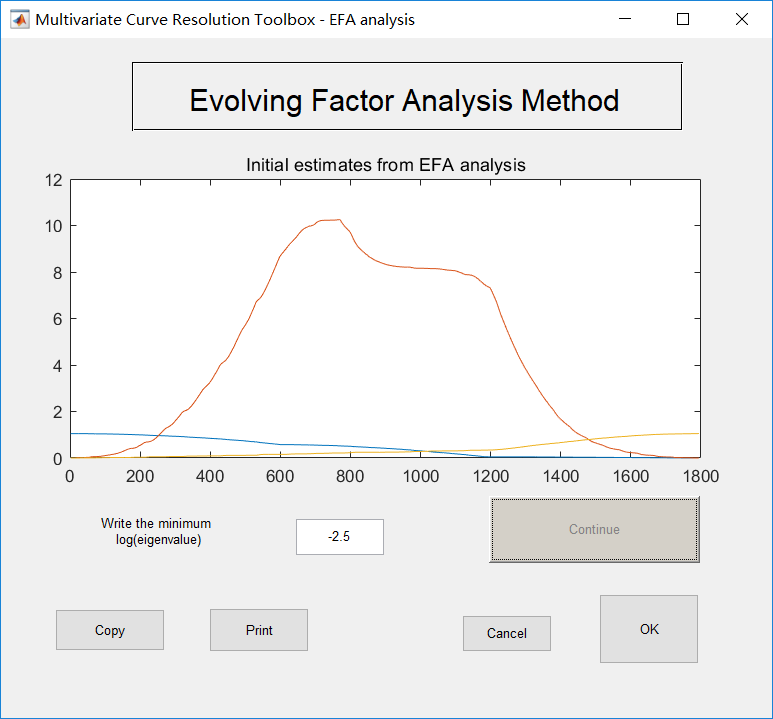 Multivariate Curve Resolution Toolbox - EFA analysis
Evolving Factor Analysis Method
Initial estimates from EFA analysis
12
10
8
6
4
2
0
0 200 400 600 800 1000 1200 1400 1600 1800
Write the minimum
log(eigenvalue)
-2.5
Continue
Copy
Print
Cancel
OK